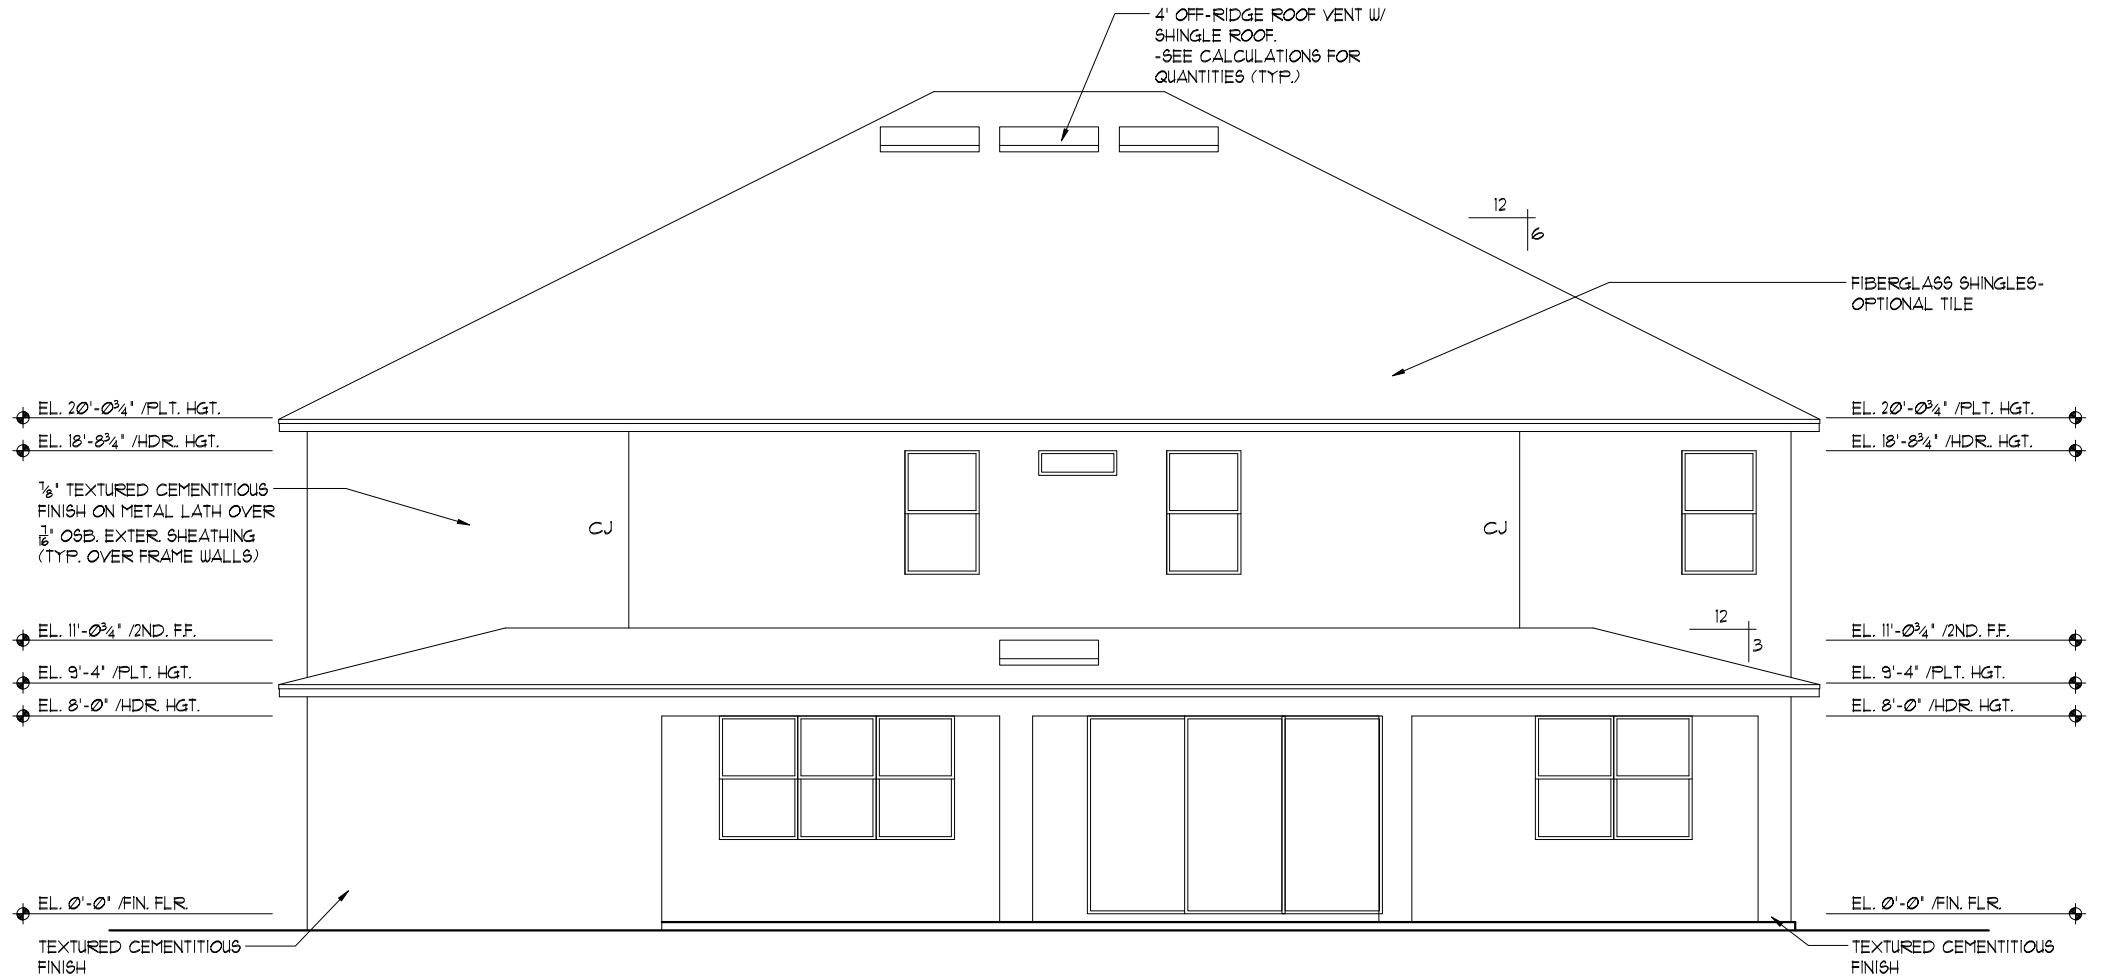 4' OFF-RIDGE ROOF VENT W/
SHINGLE ROOF.
-SEE CALCULATIONS FOR
QUANTITIES (TYP.)
12
6
FIBERGLASS SHINGLES-
OPTIONAL TILE
EL. 20'-0¾" /PLT. HGT.
EL. 20'-0¾" /PLT. HGT.
EL. 18'-8¾" /HDR.. HGT.
EL. 18'-8¾" /HDR.. HGT.
⅞" TEXTURED CEMENTITIOUS
FINISH ON METAL LATH OVER
7/16" OSB. EXTER. SHEATHING
(TYP. OVER FRAME WALLS)
CJ
CJ
12
3
EL. 11'-0¾" /2ND. F.F.
EL. 11'-0¾" /2ND. F.F.
EL. 9'-4" /PLT. HGT.
EL. 9'-4" /PLT. HGT.
EL. 8'-0" /HDR. HGT.
EL. 8'-0" /HDR. HGT.
EL. 0'-0" /FIN. FLR.
EL. 0'-0" /FIN. FLR.
TEXTURED CEMENTITIOUS
FINISH
TEXTURED CEMENTITIOUS
FINISH